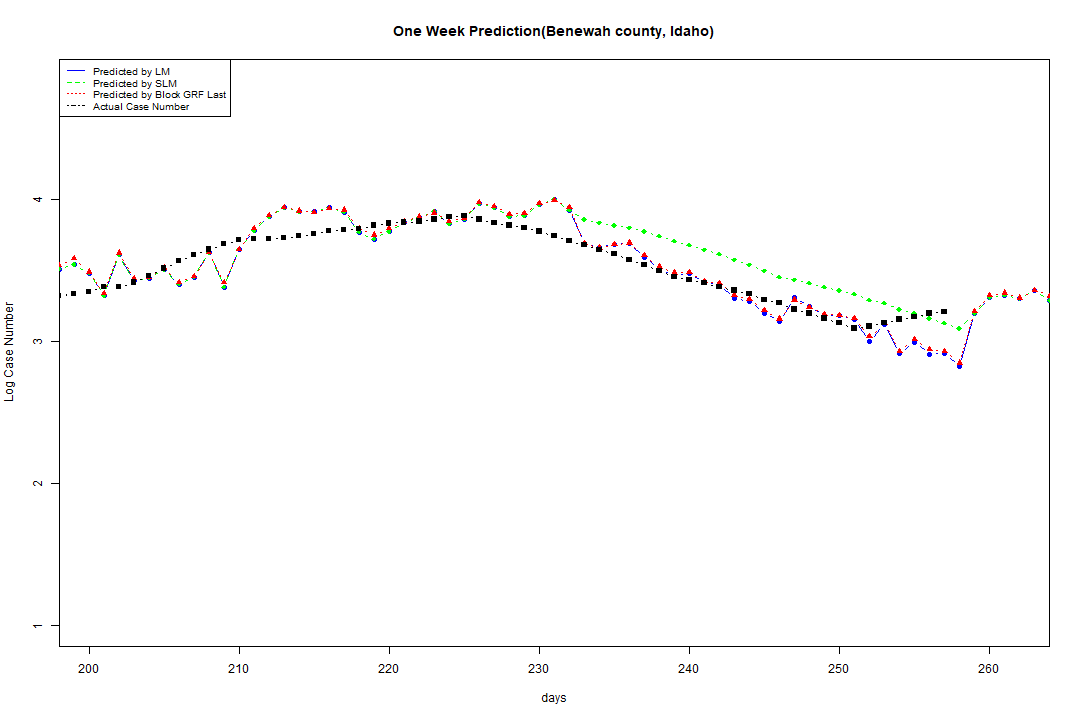 One Week Prediction(Benewah county, Idaho)
Predicted by LM
Predicted by SLM
Predicted by Block GRF Last
Actual Case Number
4
3
2
1
Log Case Number
200 210 220 230 240 250 260
days